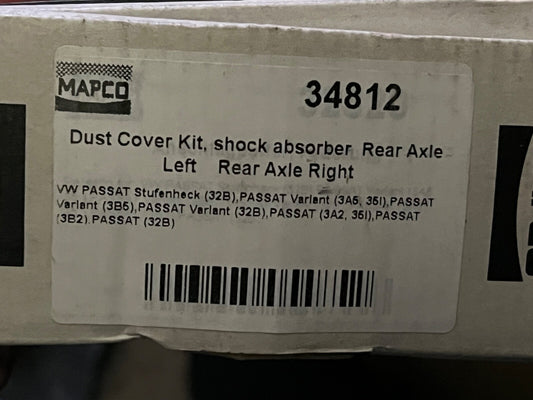 MAPCO
34812
Dust Cover Kit, shock absorber Rear Axle
Left Rear Axle Right
VW PASSAT Stufenheck (32B),PASSAT Variant (3A5, 35I),PASSAT
Variant (3B5),PASSAT Variant (32B),PASSAT (3A2, 35I),PASSAT
(3B2),PASSAT (32B)